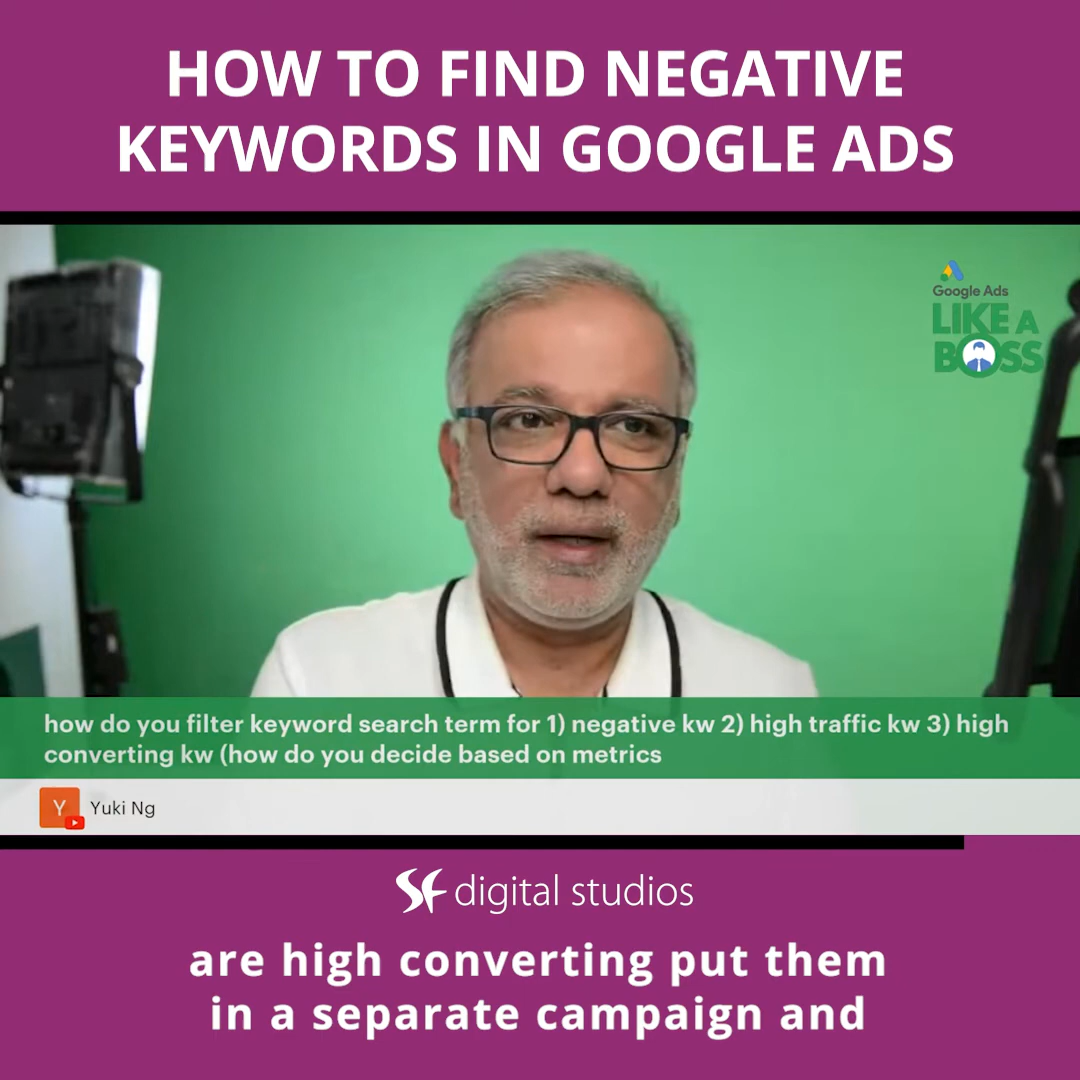 HOW TO FIND NEGATIVE
KEYWORDS IN GOOGLE ADS
Google Ads
LIKE A
BOSS
how do you filter keyword search term for 1) negative kw 2) high traffic kw 3) high
converting kw (how do you decide based on metrics
Y
Yuki Ng
SF digital studios
are high converting put them
in a separate campaign and